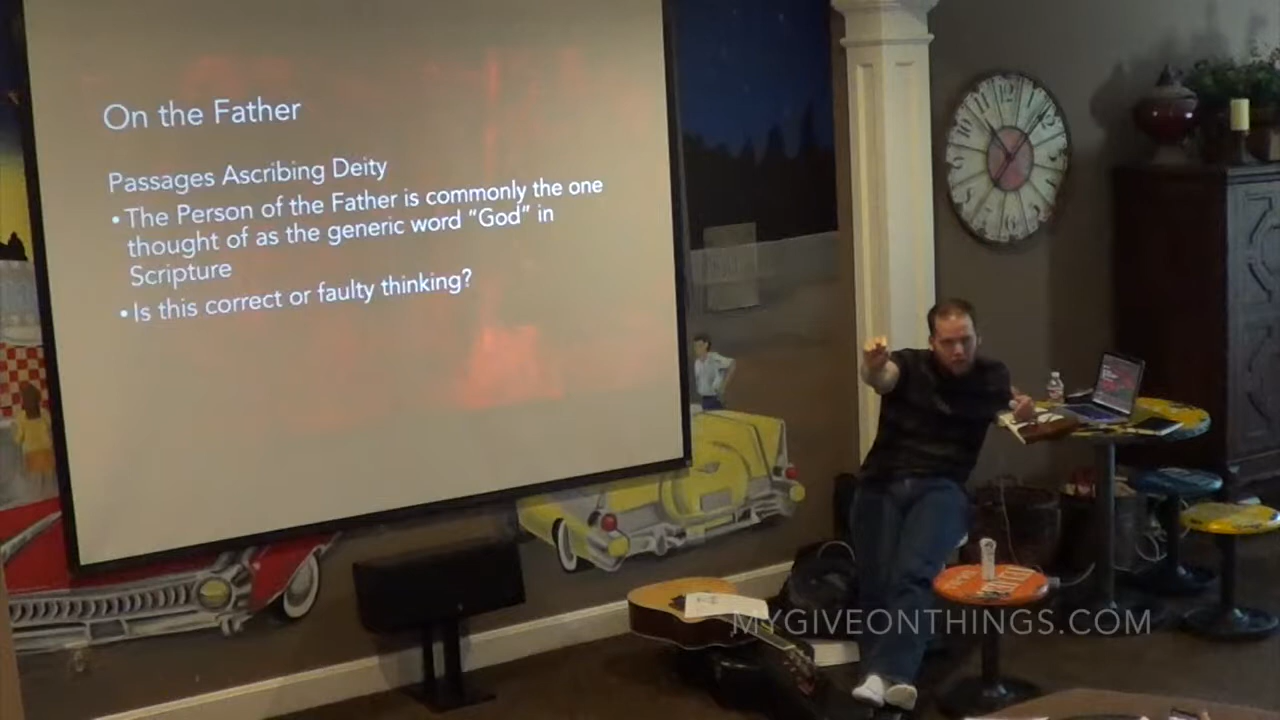 On the Father
Passages Ascribing Deity
•The Person of the Father is commonly the one
thought of as the generic word “God” in
Scripture
•Is this correct or faulty thinking?
MYGIVEONTHINGS.COM